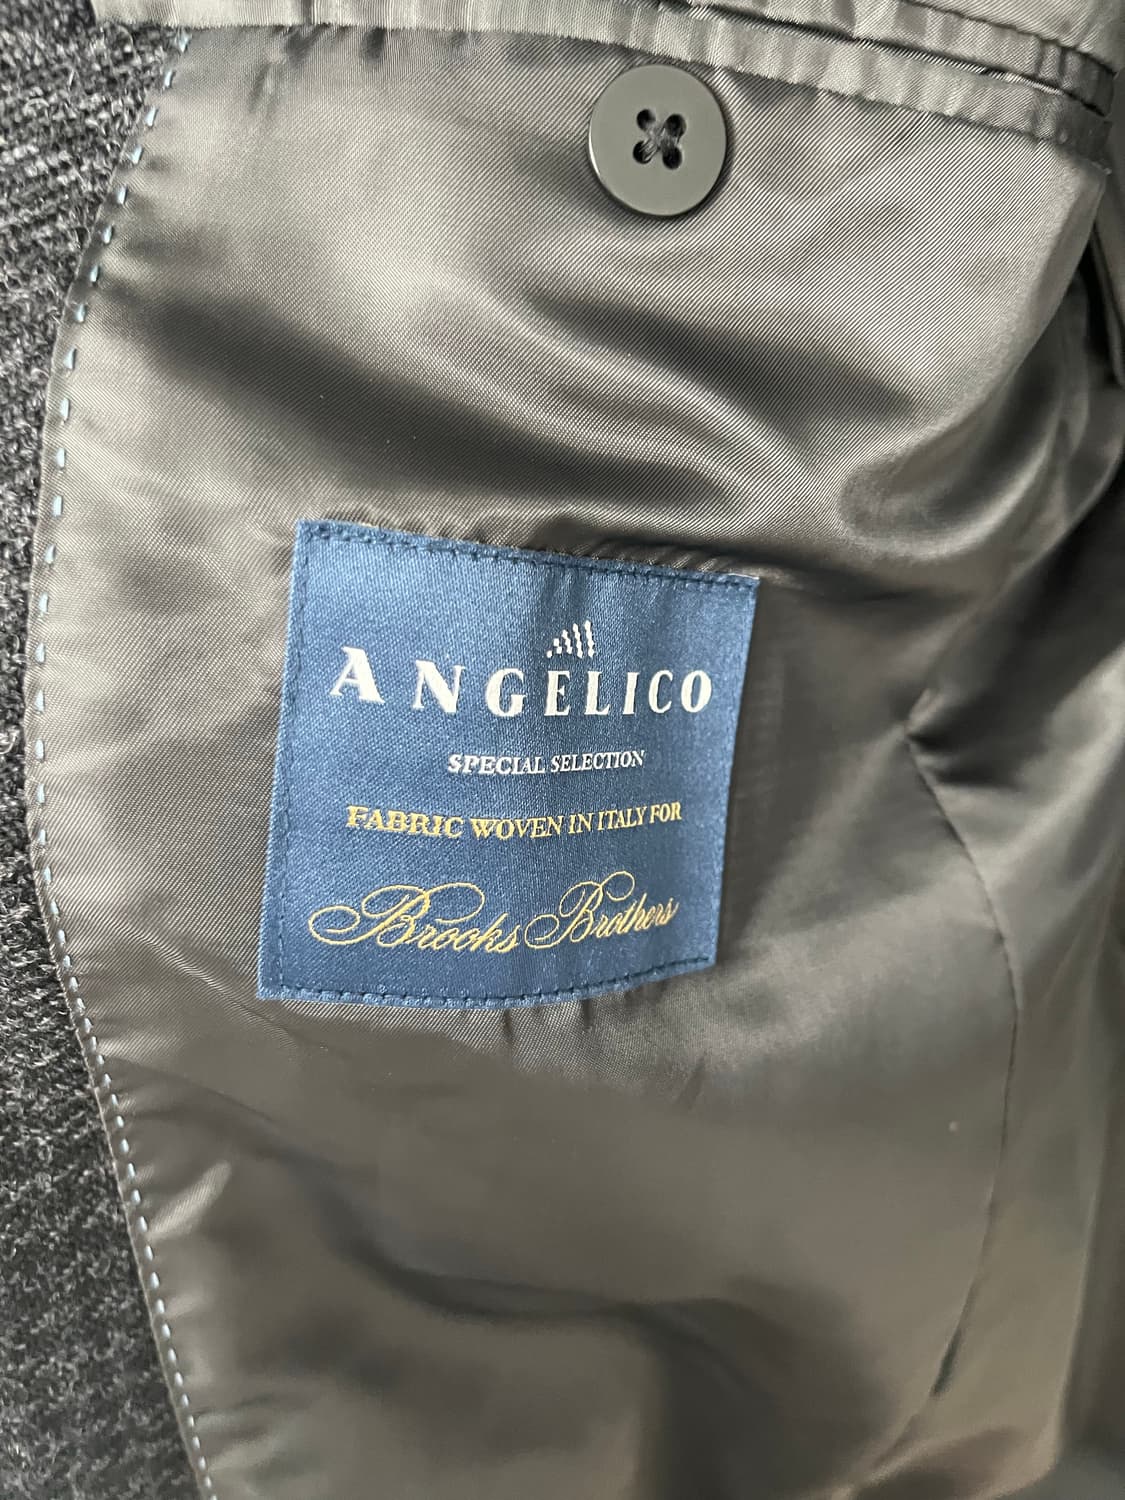 ANGELICO
SPECIAL SELECTION
FABRIC WOVEN IN ITALY FOR
Brooks Brothers